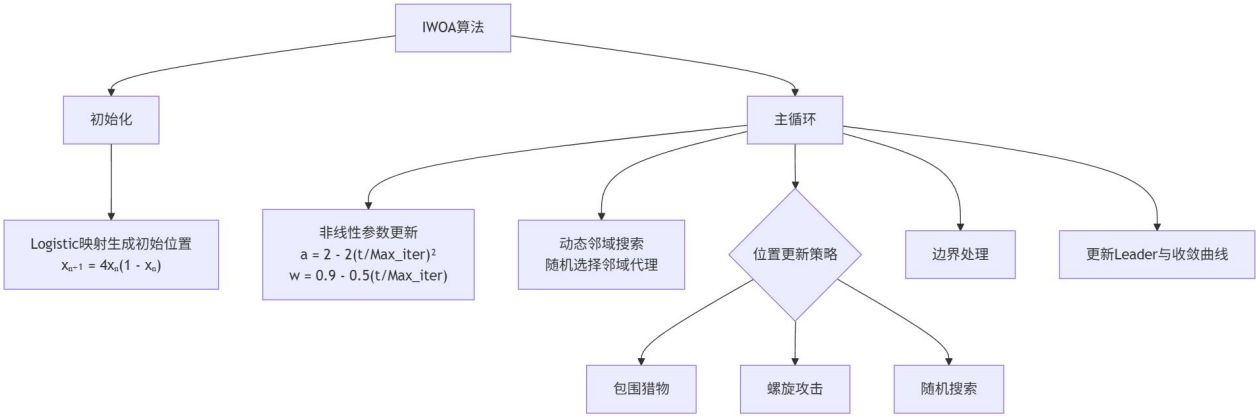 IWOA算法
初始化
主循环
Logistic映射生成初始位置
xₙ₊₁ = 4xₙ(1 - xₙ)
非线性参数更新
a = 2 - 2(t/Max_iter)²
w = 0.9 - 0.5(t/Max_iter)
动态邻域搜索
随机选择邻域代理
位置更新策略
边界处理
更新Leader与收敛曲线
包围猎物
螺旋攻击
随机搜索